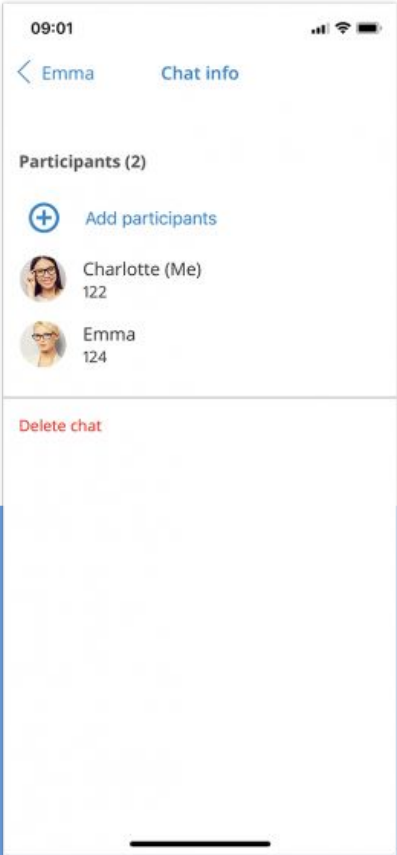 09:01
Emma
Chat info
Participants (2)
Add participants
Charlotte (Me)
122
Emma
124
Delete chat